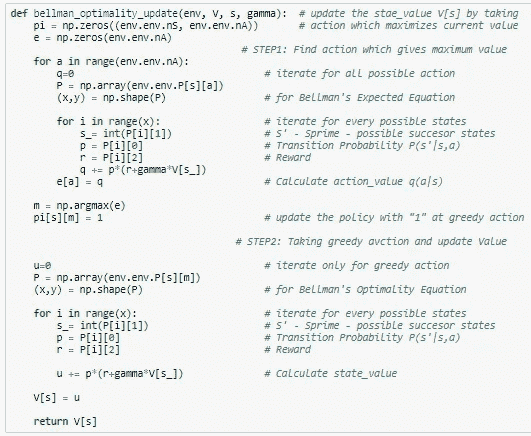 def bellman_optimality_update(env, V, s, gamma):  # update the stae_value V[s] by taking
    pi = np.zeros((env.env.nS, env.env.nA))       # action which maximizes current value
    e = np.zeros(env.env.nA)
                                        # STEP1: Find action which gives maximum value
    for a in range(env.env.nA):
        q=0                                 # iterate for all possible action
        P = np.array(env.env.P[s][a])
        (x,y) = np.shape(P)                 # for Bellman's Expected Equation

        for i in range(x):                  # iterate for every possible states
            s_= int(P[i][1])                # S' - Sprime - possible succesor states
            p = P[i][0]                     # Transition Probability P(s'|s,a)
            r = P[i][2]                     # Reward
            q += p*(r+gamma*V[s_])
        e[a] = q                            # Calculate action_value q(a|s)

    m = np.argmax(e)
    pi[s][m] = 1                            # update the policy with "1" at greedy action

                                        # STEP2: Taking greedy avction and update Value

    u=0                                     # iterate only for greedy action
    P = np.array(env.env.P[s][m])
    (x,y) = np.shape(P)                     # for Bellman's Optimality Equation

    for i in range(x):                      # iterate for every possible states
        s_= int(P[i][1])                    # S' - Sprime - possible succesor states
        p = P[i][0]                         # Transition Probability P(s'|s,a)
        r = P[i][2]                         # Reward

        u += p*(r+gamma*V[s_])              # Calculate state_value

    V[s] = u

    return V[s]